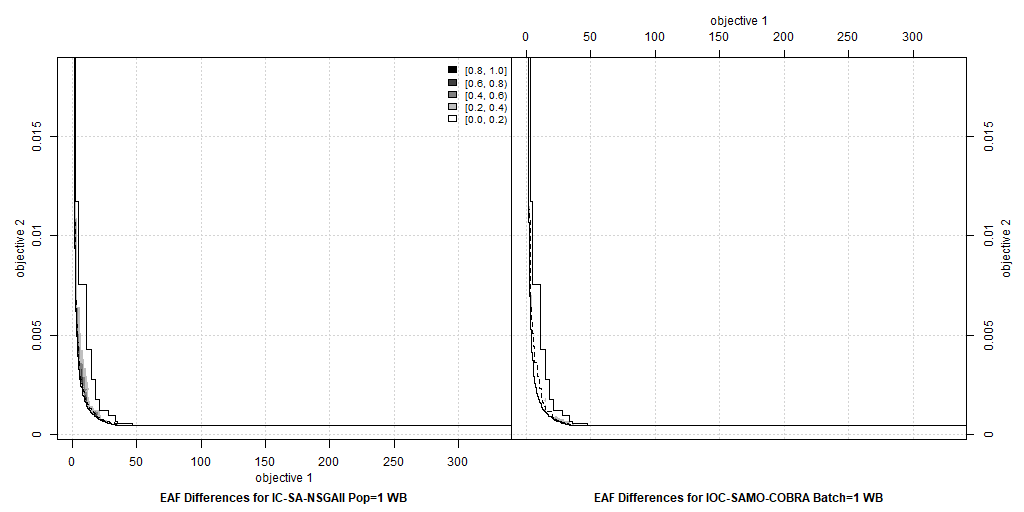 objective 1
0 50 100 150 200 250 300
[0.8, 1.0]
[0.6, 0.8)
[0.4, 0.6)
[0.2, 0.4)
[0.0, 0.2)
objective 2
0 0.005 0.01 0.015
objective 2
0 0.005 0.01 0.015
0 50 100 150 200 250 300
objective 1
EAF Differences for IC-SA-NSGAII Pop=1 WB
EAF Differences for IOC-SAMO-COBRA Batch=1 WB